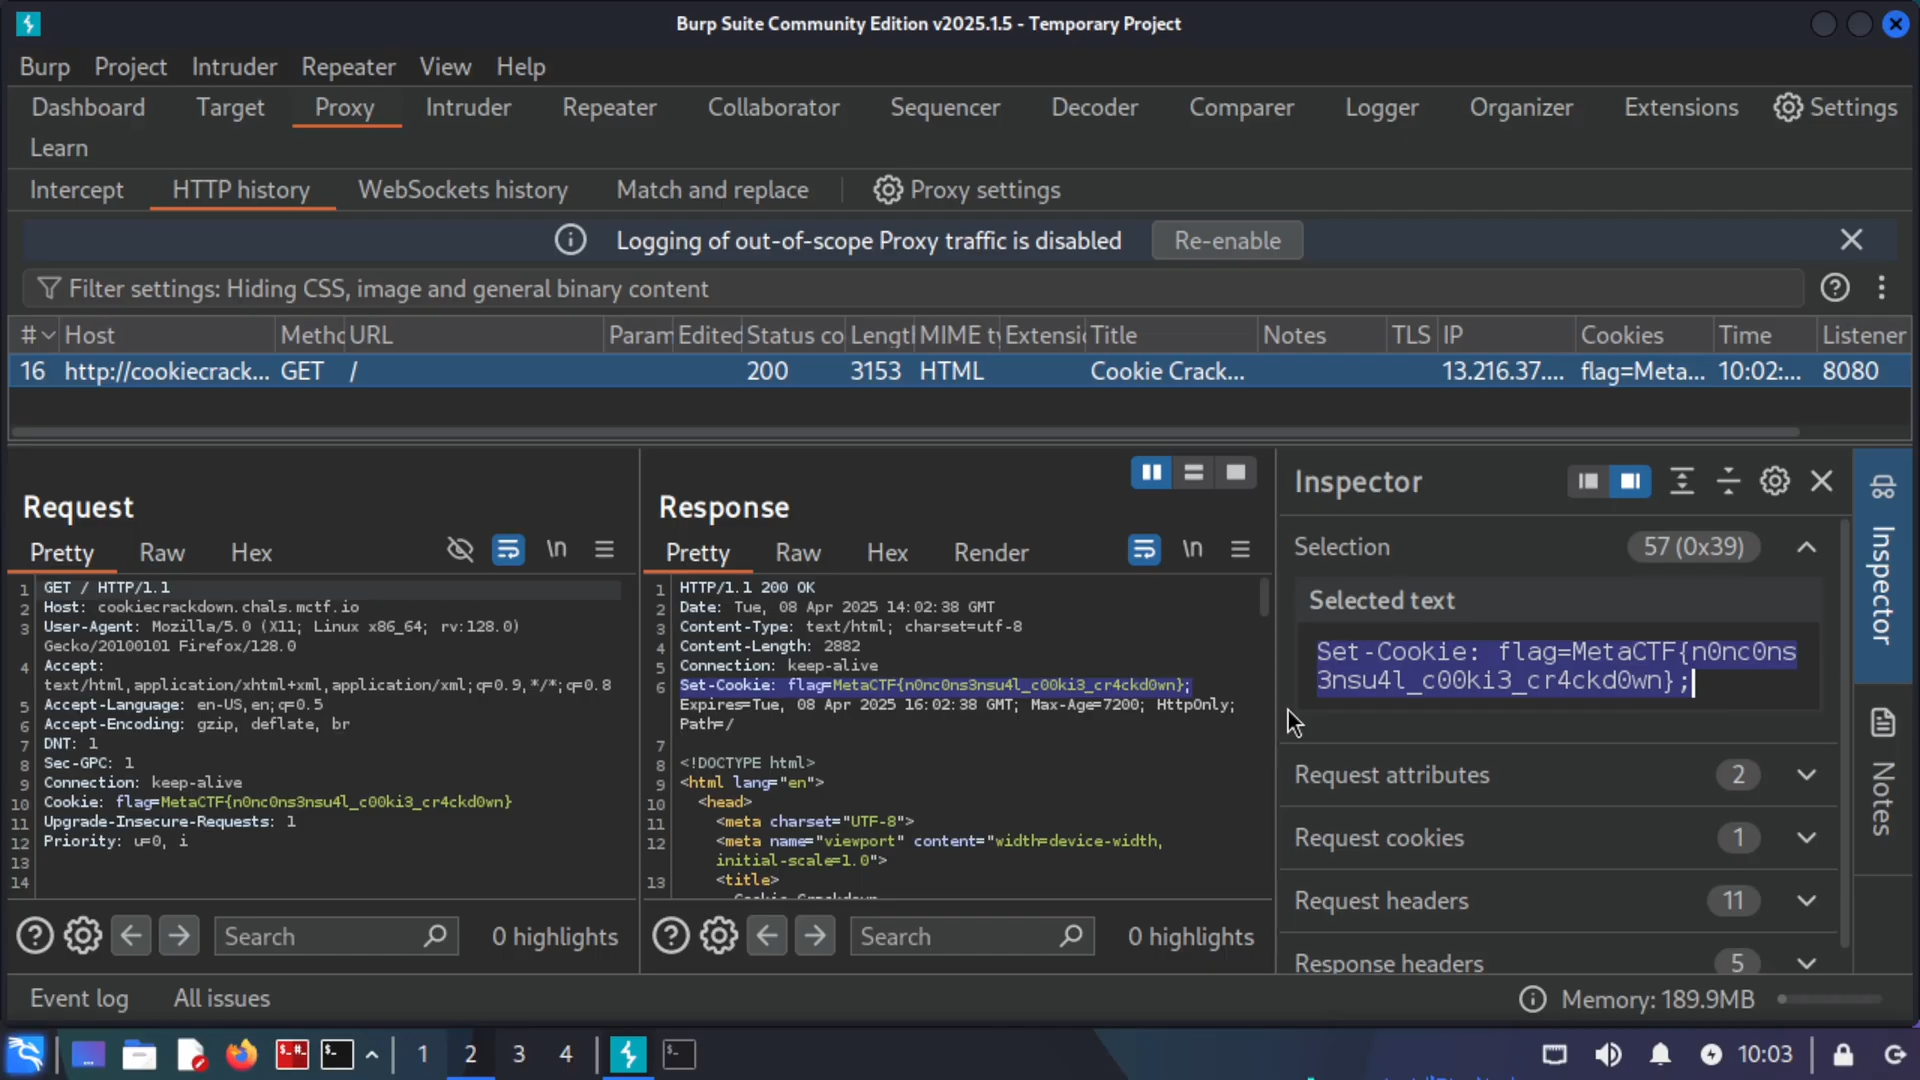 Burp Suite Community Edition v2025.1.5 - Temporary Project
Burp Project Intruder Repeater View Help
Dashboard Target Proxy Intruder Repeater Collaborator Sequencer Decoder Comparer Logger Organizer Extensions Settings
Learn
Intercept HTTP history WebSockets history Match and replace Proxy settings
Logging of out-of-scope Proxy traffic is disabled Re-enable
Filter settings: Hiding CSS, image and general binary content
# Host Metho URL Param Edited Status co Lengtl MIME ty Extensi Title Notes TLS IP Cookies Time Listener
16 http://cookiecrack... GET / 200 3153 HTML Cookie Crack... 13.216.37.... flag=Meta... 10:02:... 8080
Request
Pretty Raw Hex \n
1 GET / HTTP/1.1
2 Host: cookiecrackdown.chals.mctf.io
3 User-Agent: Mozilla/5.0 (X11; Linux x86_64; rv:128.0)
Gecko/20100101 Firefox/128.0
4 Accept:
text/html,application/xhtml+xml,application/xml;q=0.9,*/*;q=0.8
5 Accept-Language: en-US,en;q=0.5
6 Accept-Encoding: gzip, deflate, br
7 DNT: 1
8 Sec-GPC: 1
9 Connection: keep-alive
10 Cookie: flag=MetaCTF{n0nc0ns3nsu4l_c00ki3_cr4ckd0wn}
11 Upgrade-Insecure-Requests: 1
12 Priority: u=0, i
13
14
Search 0 highlights
Response
Pretty Raw Hex Render \n
1 HTTP/1.1 200 OK
2 Date: Tue, 08 Apr 2025 14:02:38 GMT
3 Content-Type: text/html; charset=utf-8
4 Content-Length: 2882
5 Connection: keep-alive
6 Set-Cookie: flag=MetaCTF{n0nc0ns3nsu4l_c00ki3_cr4ckd0wn};
Expires=Tue, 08 Apr 2025 16:02:38 GMT; Max-Age=7200; HttpOnly;
Path=/
7
8 <!DOCTYPE html>
9 <html lang="en">
10 <head>
11 <meta charset="UTF-8">
12 <meta name="viewport" content="width=device-width,
initial-scale=1.0">
13 <title>
Cookie Crackdown
Search 0 highlights
Inspector
Selection 57 (0x39)
Selected text
Set-Cookie: flag=MetaCTF{n0nc0ns
3nsu4l_c00ki3_cr4ckd0wn};
Request attributes 2
Request cookies 1
Request headers 11
Response headers 5
Inspector
Notes
Event log All issues Memory: 189.9MB
1 2 3 4 10:03